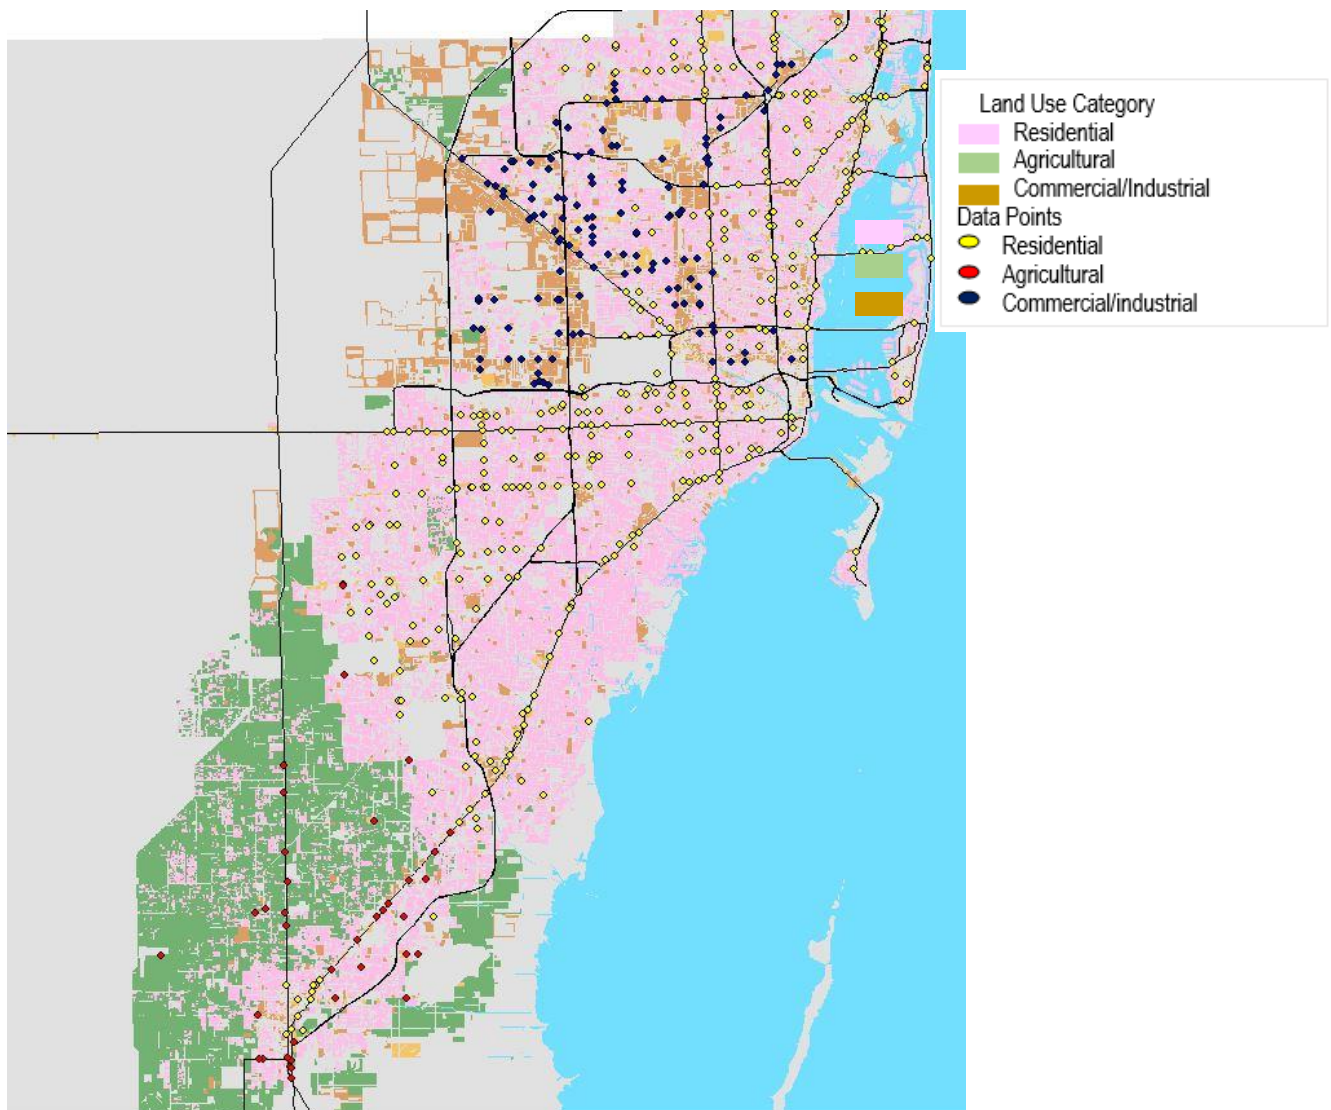 Land Use Category
Residential
Agricultural
Commercial/Industrial
Data Points
Residential
Agricultural
Commercial/industrial